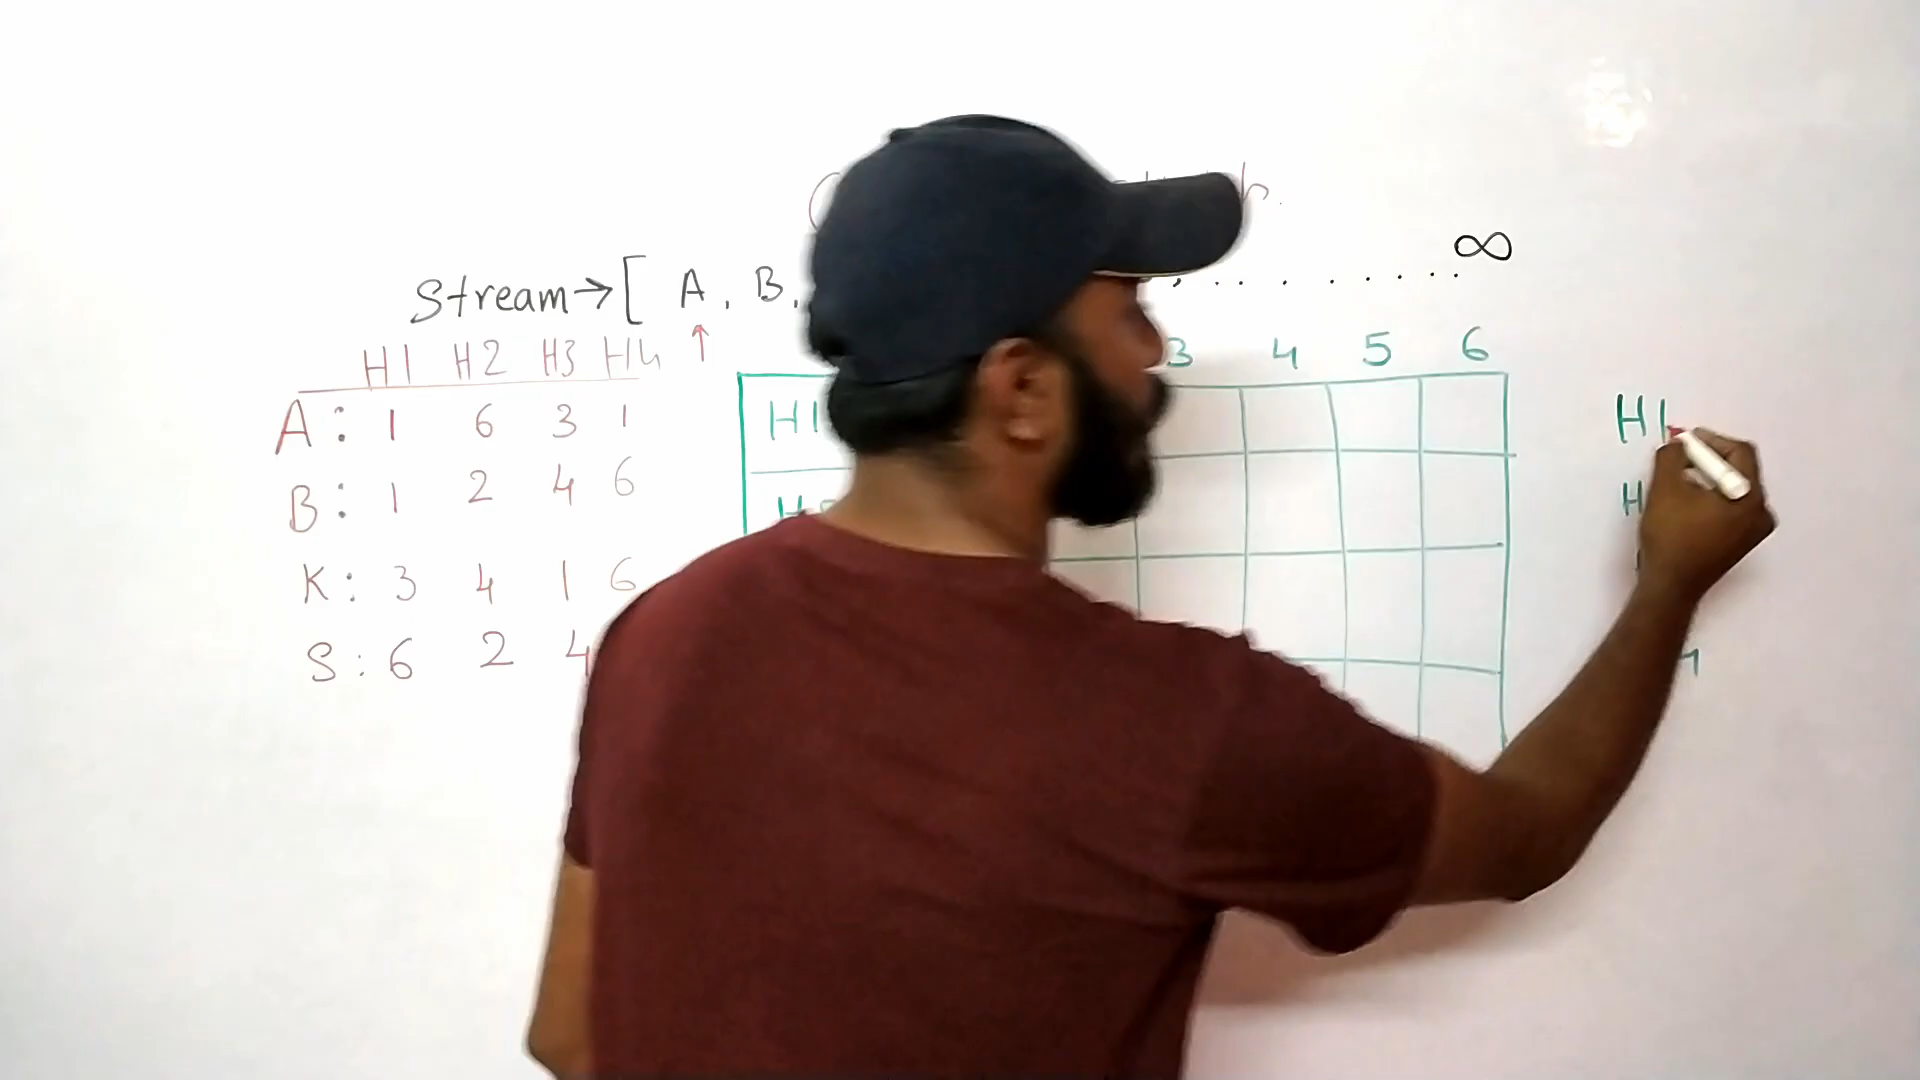 Stream→[ A, B, , . . . . . . . . ∞
H1 H2 H3 H4 ↑
3 4 5 6
A: 1 6 3 1
H1
H1
B: 1 2 4 6
K: 3 4 1 6
S: 6 2 4